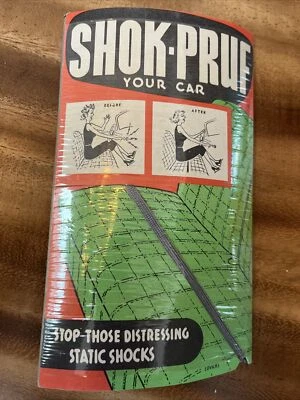 SHOK-PRUF
YOUR CAR
BEFORE
AFTER
STOP-THOSE DISTRESSING
STATIC SHOCKS